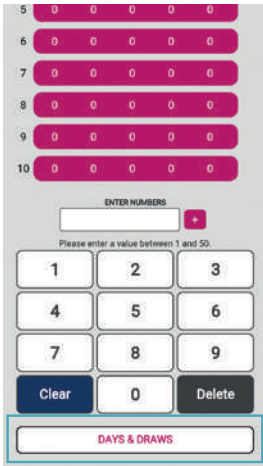 5 0 0 0 0 0
6 0 0 0 0 0
7 0 0 0 0 0
8 0 0 0 0 0
9 0 0 0 0 0
10 0 0 0 0 0
ENTER NUMBERS
+
Please enter a value between 1 and 50.
1 2 3
4 5 6
7 8 9
Clear 0 Delete
DAYS & DRAWS